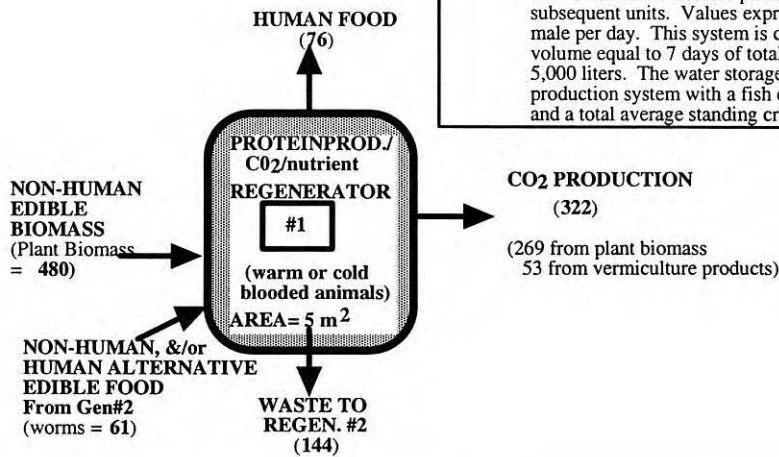 subsequent units. Values expr
male per day. This system is c
volume equal to 7 days of total
5,000 liters. The water storage
production system with a fish
and a total average standing cr
HUMAN FOOD
(76)
PROTEINPROD./
C02/nutrient
REGENERATOR
#1
(warm or cold
blooded animals)
AREA= 5 m2
NON-HUMAN
EDIBLE
BIOMASS
(Plant Biomass
= 480)
CO2 PRODUCTION
(322)
(269 from plant biomass
53 from vermiculture products)
NON-HUMAN, &/or
HUMAN ALTERNATIVE
EDIBLE FOOD
From Gen#2
(worms = 61)
WASTE TO
REGEN. #2
(144)